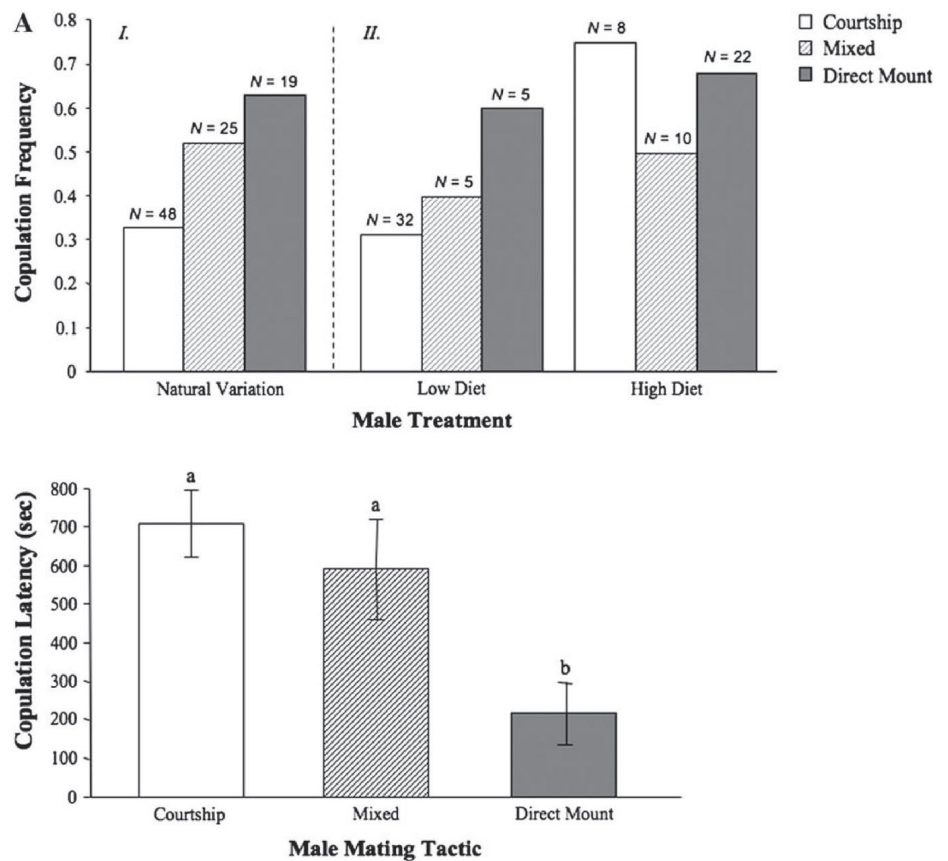 A
I.
II.
Courtship
Mixed
Direct Mount
Copulation Frequency
0.8
0.7
0.6
0.5
0.4
0.3
0.2
0.1
0
N = 48
N = 25
N = 19
N = 32
N = 5
N = 5
N = 8
N = 10
N = 22
Natural Variation
Low Diet
High Diet
Male Treatment
Copulation Latency (sec)
800
700
600
500
400
300
200
100
0
a
a
b
Courtship
Mixed
Direct Mount
Male Mating Tactic